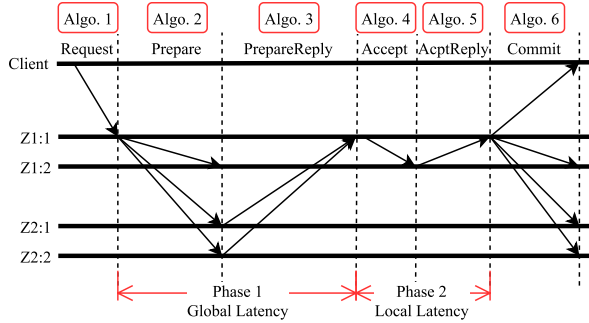 Algo. 1 Algo. 2 Algo. 3 Algo. 4 Algo. 5 Algo. 6
Request Prepare PrepareReply Accept AcptReply Commit
Client
Z1:1
Z1:2
Z2:1
Z2:2
Phase 1 Phase 2
Global Latency Local Latency